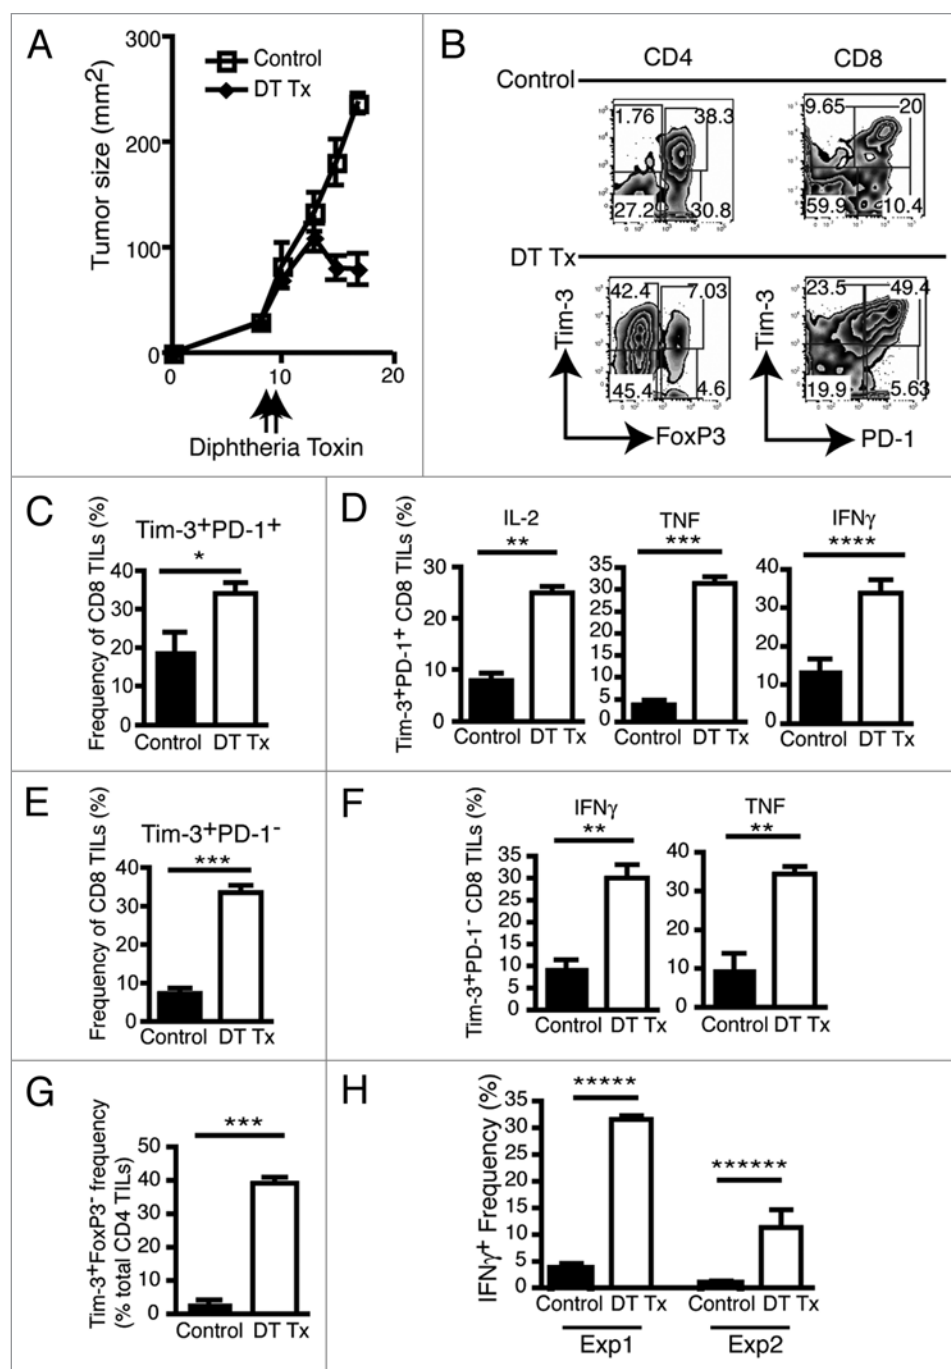 A
Tumor size (mm2)
300
200
100
0
Control
DT Tx
0
10
20
Diphtheria Toxin
B
CD4
CD8
Control
1.76
38.3
27.2
30.8
9.65
20
59.9
10.4
DT Tx
42.4
7.03
45.4
4.6
23.5
49.4
19.9
5.63
Tim-3
FoxP3
Tim-3
PD-1
C
Tim-3+PD-1+
Frequency of CD8 TILs (%)
*
40
30
20
10
0
Control DT Tx
D
Tim-3+PD-1+ CD8 TILs (%)
IL-2
**
30
20
10
0
Control DT Tx
TNF
***
35
30
25
20
15
10
5
0
Control DT Tx
IFNγ
****
40
30
20
10
0
Control DT Tx
E
Tim-3+PD-1-
Frequency of CD8 TILs (%)
***
40
30
20
10
0
Control DT Tx
F
Tim-3+PD-1- CD8 TILs (%)
IFNγ
**
35
30
25
20
15
10
5
0
Control DT Tx
TNF
**
40
30
20
10
0
Control DT Tx
G
Tim-3+FoxP3- frequency
(% total CD4 TILs)
***
50
40
30
20
10
0
Control DT Tx
H
IFNγ+ Frequency (%)
*****
******
35
30
25
20
15
10
5
0
Control DT Tx
Control DT Tx
Exp1
Exp2